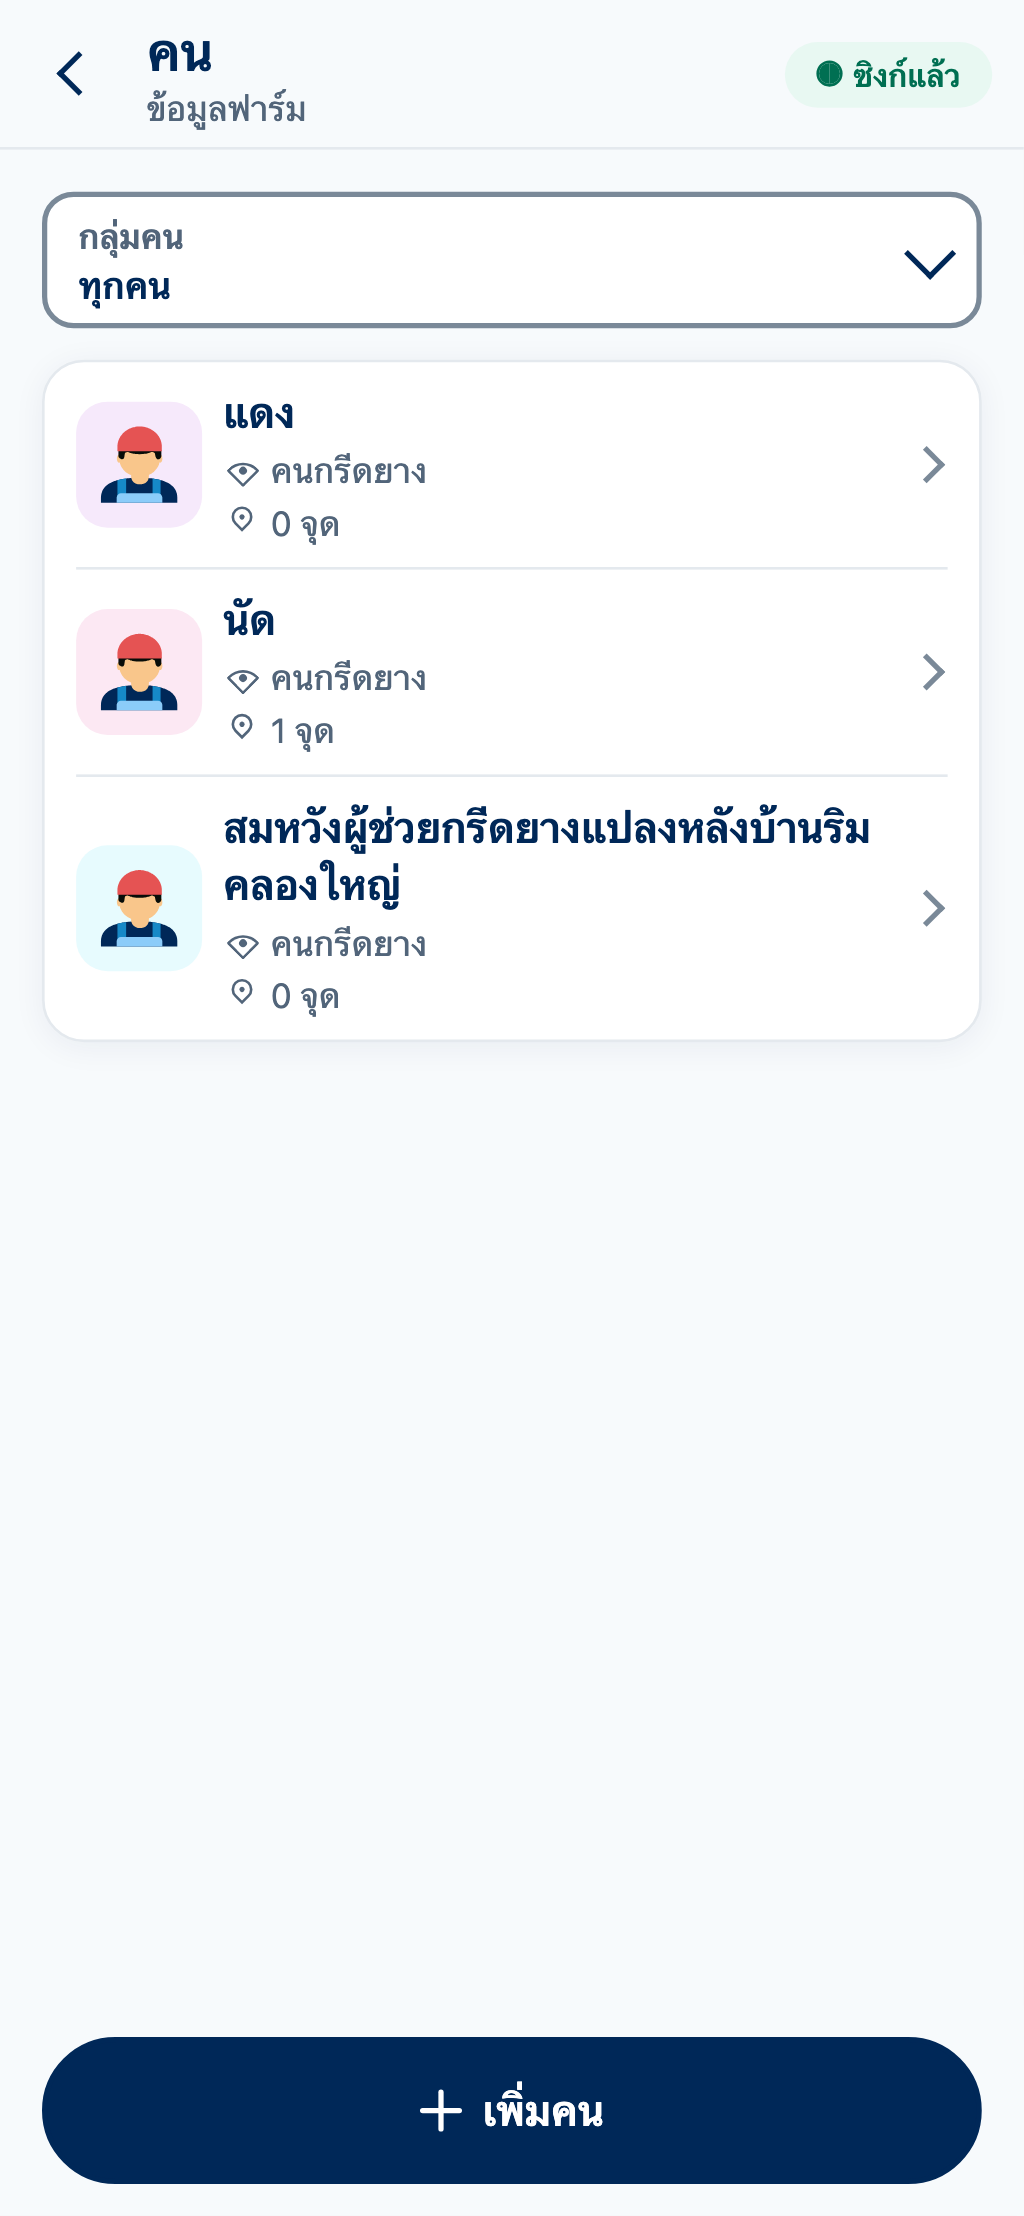 คน
ข้อมูลฟาร์ม
ซิงก์แล้ว
กลุ่มคน
ทุกคน
แดง
คนกรีดยาง
0 จุด
นัด
คนกรีดยาง
1 จุด
สมหวังผู้ช่วยกรีดยางแปลงหลังบ้านริม
คลองใหญ่
คนกรีดยาง
0 จุด
เพิ่มคน